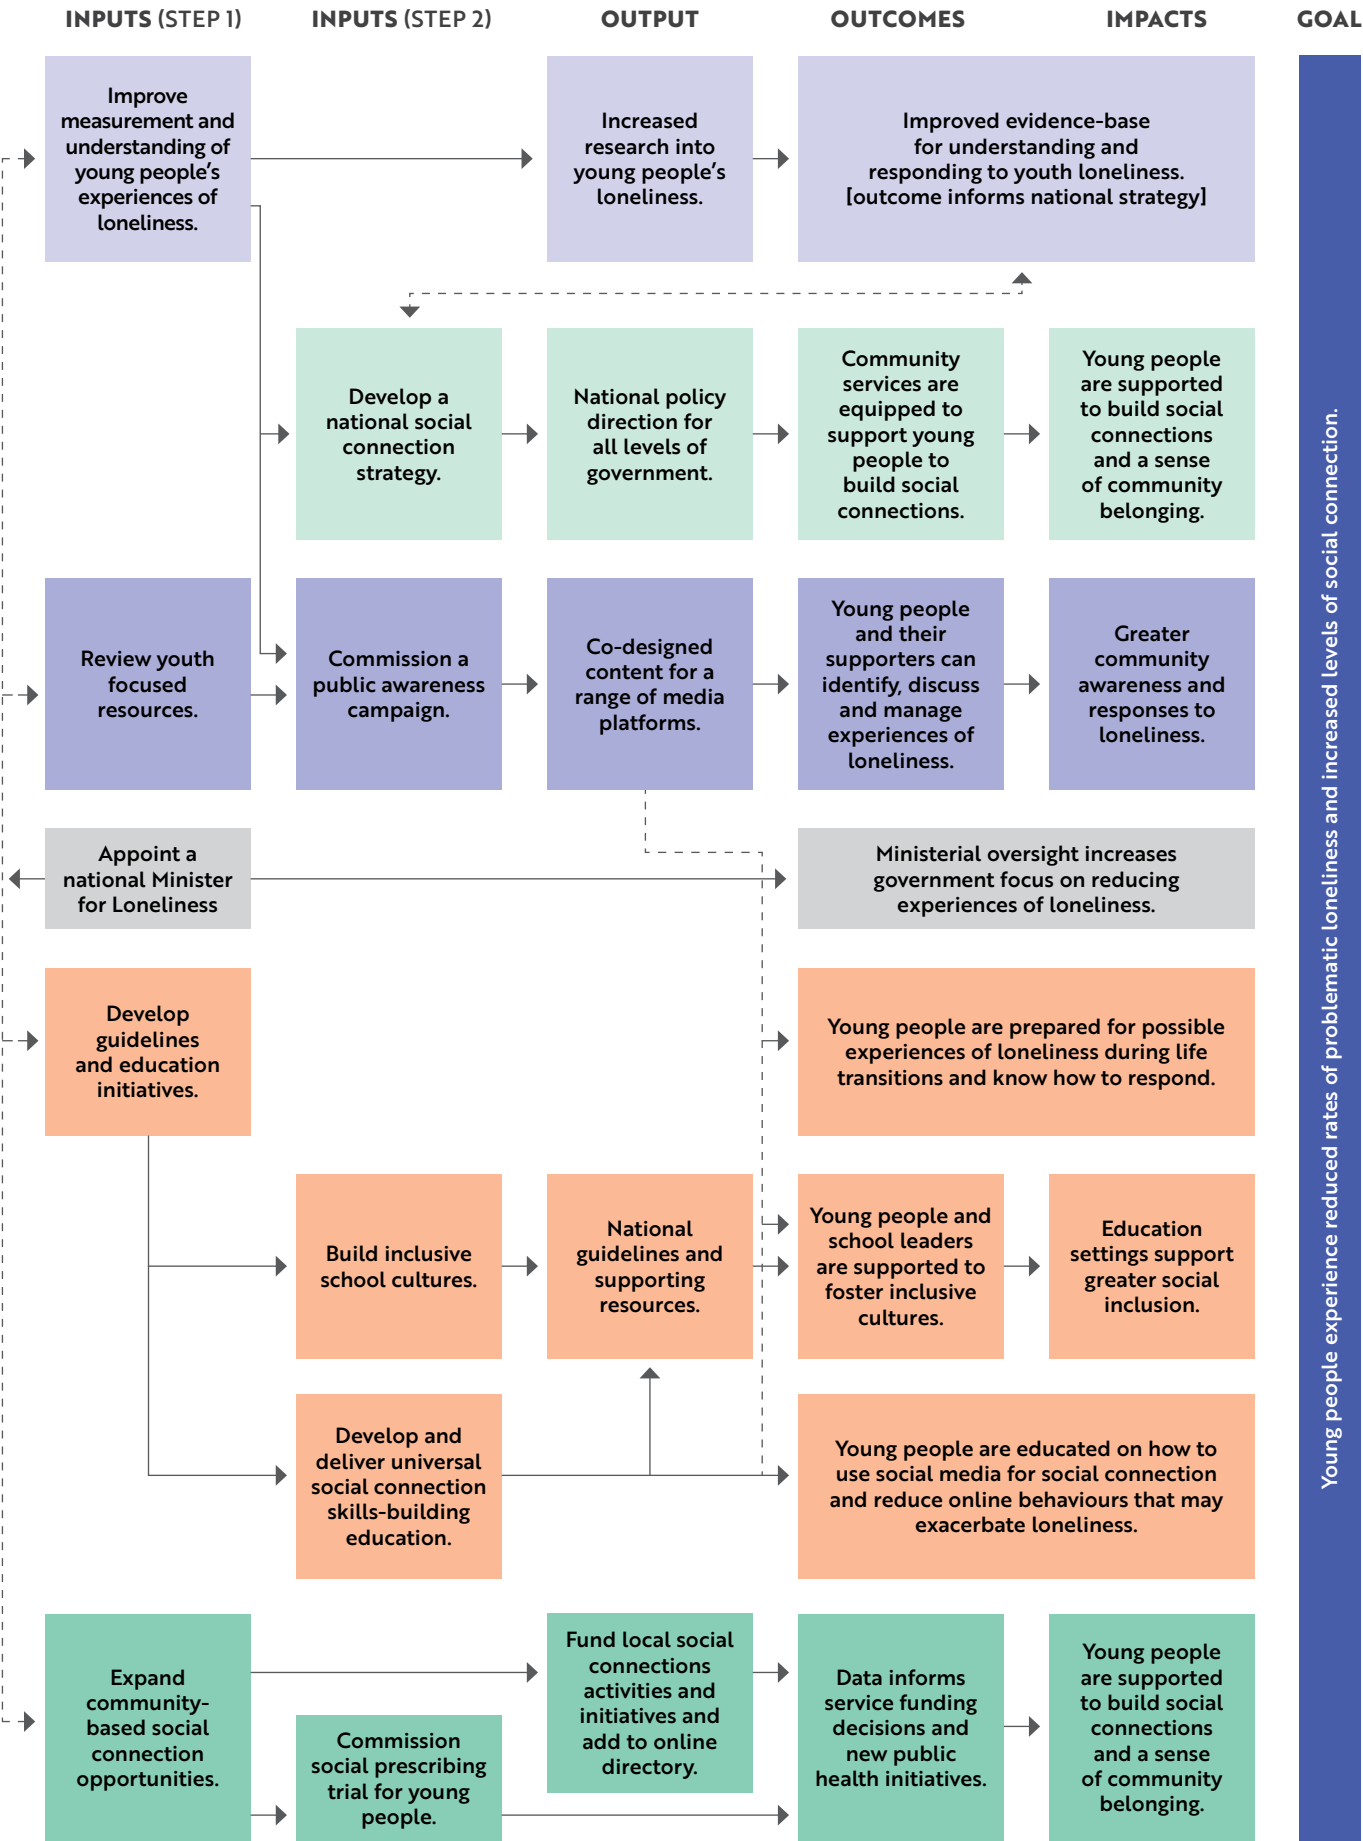 INPUTS (STEP 1)
INPUTS (STEP 2)
OUTPUT
OUTCOMES
IMPACTS
GOAL
Improve
measurement and
understanding of
young people’s
experiences of
loneliness.
Increased
research into
young people’s
loneliness.
Improved evidence-base
for understanding and
responding to youth loneliness.
[outcome informs national strategy]
Develop a
national social
connection
strategy.
National policy
direction for
all levels of
government.
Community
services are
equipped to
support young
people to
build social
connections.
Young people
are supported
to build social
connections
and a sense
of community
belonging.
Review youth
focused
resources.
Commission a
public awareness
campaign.
Co-designed
content for a
range of media
platforms.
Young people
and their
supporters can
identify, discuss
and manage
experiences of
loneliness.
Greater
community
awareness and
responses to
loneliness.
Appoint a
national Minister
for Loneliness
Ministerial oversight increases
government focus on reducing
experiences of loneliness.
Develop
guidelines
and education
initiatives.
Young people are prepared for possible
experiences of loneliness during life
transitions and know how to respond.
Build inclusive
school cultures.
National
guidelines and
supporting
resources.
Young people and
school leaders
are supported to
foster inclusive
cultures.
Education
settings support
greater social
inclusion.
Develop and
deliver universal
social connection
skills-building
education.
Young people are educated on how to
use social media for social connection
and reduce online behaviours that may
exacerbate loneliness.
Expand
community-
based social
connection
opportunities.
Commission
social prescribing
trial for young
people.
Fund local social
connections
activities and
initiatives and
add to online
directory.
Data informs
service funding
decisions and
new public
health initiatives.
Young people
are supported
to build social
connections
and a sense
of community
belonging.
Young people experience reduced rates of problematic loneliness and increased levels of social connection.